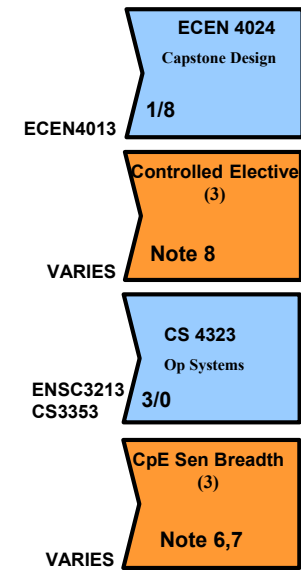 ECEN 4024
Capstone Design
1/8
ECEN4013
Controlled Elective
(3)
Note 8
VARIES
CS 4323
Op Systems
3/0
ENSC3213
CS3353
CpE Sen Breadth
(3)
Note 6,7
VARIES